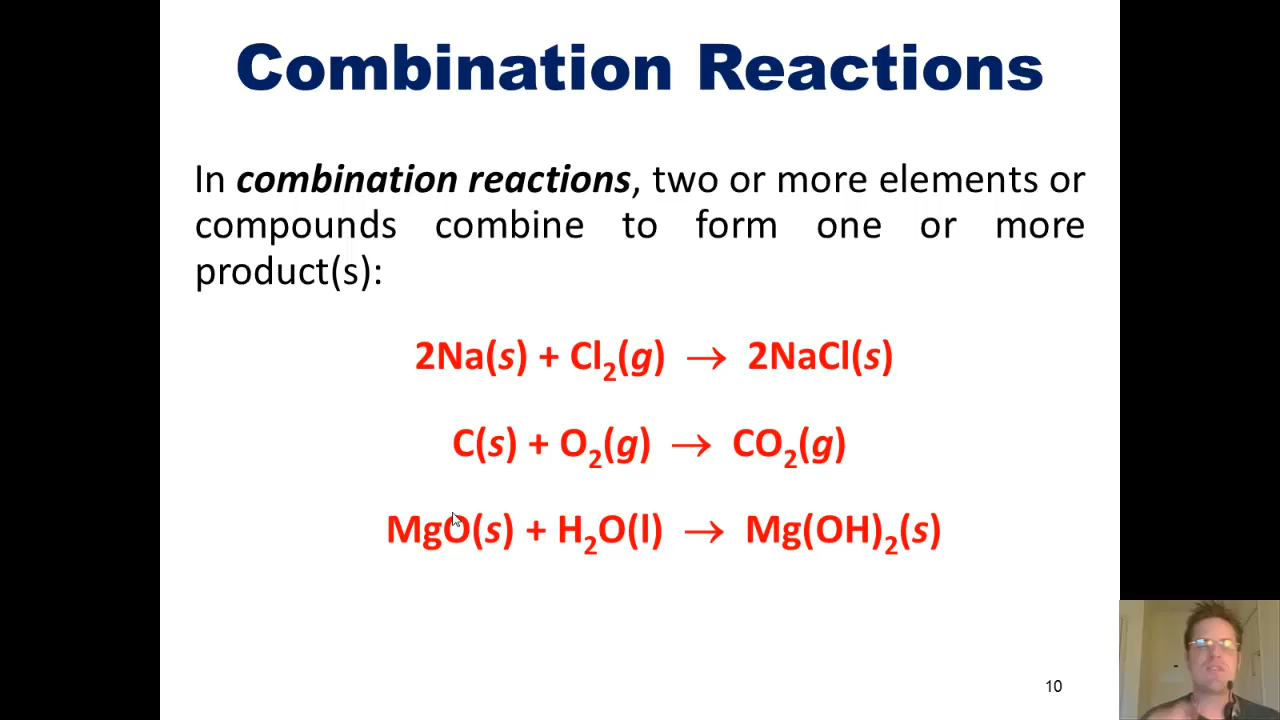 Combination Reactions
In combination reactions, two or more elements or
compounds combine to form one or more
product(s):
2Na(s) + Cl₂(g) → 2NaCl(s)
C(s) + O₂(g) → CO₂(g)
MgO(s) + H₂O(l) → Mg(OH)₂(s)
10